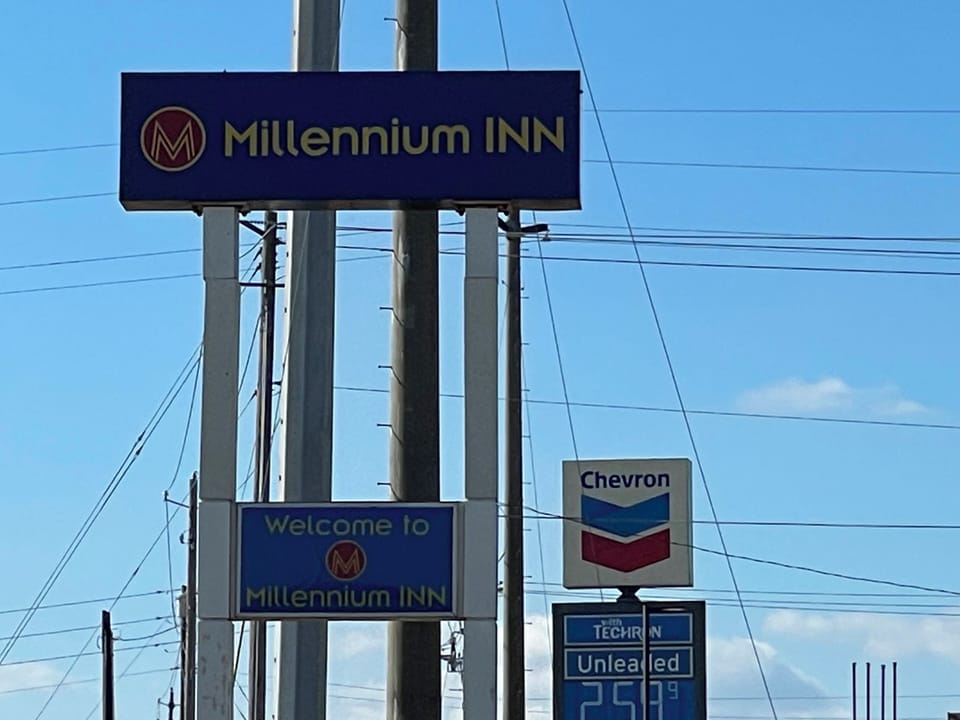 M Millennium INN
Welcome to
M
Millennium INN
Chevron
with
TECHRON
Unleaded
2.59 9